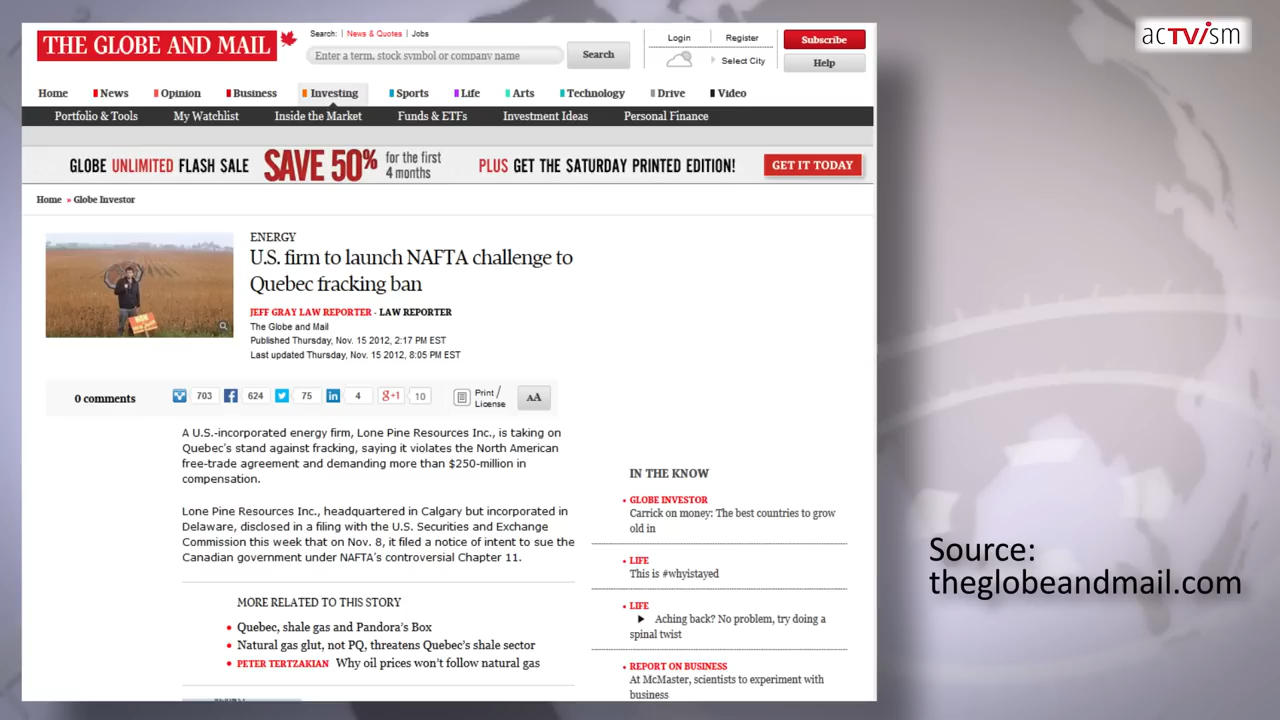 acTVism
THE GLOBE AND MAIL
Search: | News & Quotes | Jobs
Enter a term, stock symbol or company name
Search
Login
Register
Select City
Subscribe
Help
Home News Opinion Business Investing Sports Life Arts Technology Drive Video
Portfolio & Tools My Watchlist Inside the Market Funds & ETFs Investment Ideas Personal Finance
GLOBE UNLIMITED FLASH SALE SAVE 50% for the first 4 months PLUS GET THE SATURDAY PRINTED EDITION! GET IT TODAY
Home » Globe Investor
ENERGY
U.S. firm to launch NAFTA challenge to
Quebec fracking ban
JEFF GRAY LAW REPORTER - LAW REPORTER
The Globe and Mail
Published Thursday, Nov. 15 2012, 2:17 PM EST
Last updated Thursday, Nov. 15 2012, 8:05 PM EST
0 comments 703 624 75 4 +1 10 Print / License AA
A U.S.-incorporated energy firm, Lone Pine Resources Inc., is taking on
Quebec's stand against fracking, saying it violates the North American
free-trade agreement and demanding more than $250-million in
compensation.
Lone Pine Resources Inc., headquartered in Calgary but incorporated in
Delaware, disclosed in a filing with the U.S. Securities and Exchange
Commission this week that on Nov. 8, it filed a notice of intent to sue the
Canadian government under NAFTA's controversial Chapter 11.
MORE RELATED TO THIS STORY
• Quebec, shale gas and Pandora's Box
• Natural gas glut, not PQ, threatens Quebec's shale sector
• PETER TERTZAKIAN Why oil prices won't follow natural gas
IN THE KNOW
• GLOBE INVESTOR
Carrick on money: The best countries to grow
old in
• LIFE
This is #whyistayed
• LIFE
Aching back? No problem, try doing a
spinal twist
• REPORT ON BUSINESS
At McMaster, scientists to experiment with
business
Source:
theglobeandmail.com